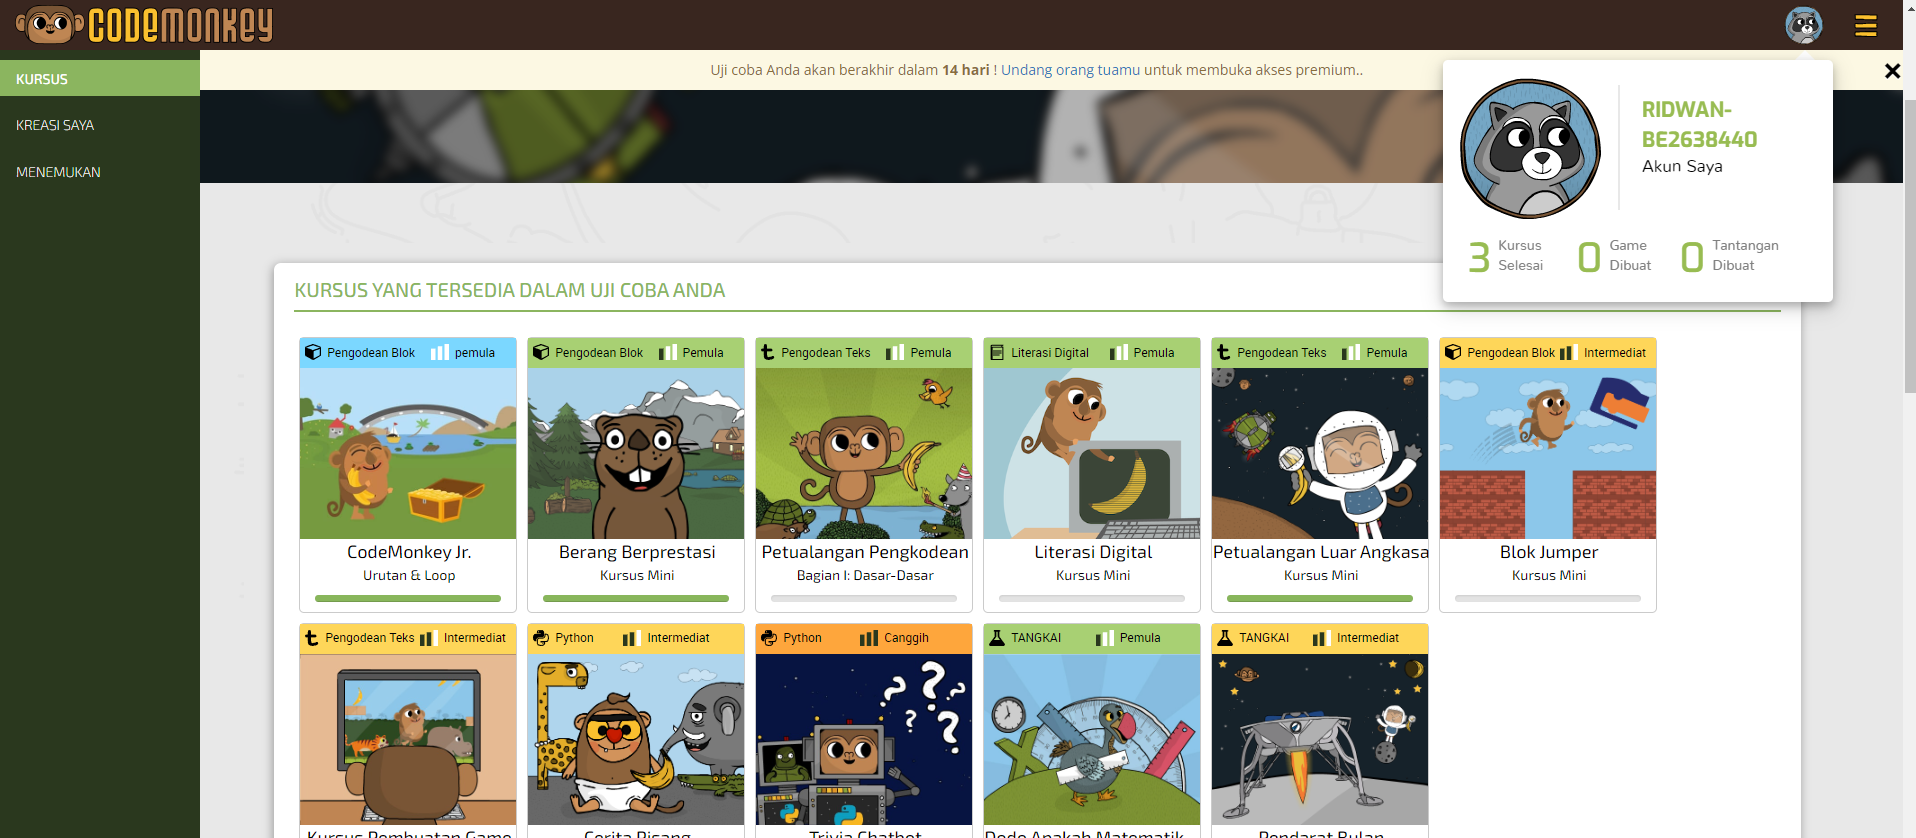 CODEMONKEY
KURSUS
KREASI SAYA
MENEMUKAN
Uji coba Anda akan berakhir dalam 14 hari ! Undang orang tuamu untuk membuka akses premium..
RIDWAN-
BE2638440
Akun Saya
3 Kursus Selesai
0 Game Dibuat
0 Tantangan Dibuat
KURSUS YANG TERSEDIA DALAM UJI COBA ANDA
Pengodean Blok pemula
CodeMonkey Jr.
Urutan & Loop
Pengodean Blok Pemula
Berang Berprestasi
Kursus Mini
Pengodean Teks Pemula
Petualangan Pengkodean
Bagian I: Dasar-Dasar
Literasi Digital Pemula
Literasi Digital
Kursus Mini
Pengodean Teks Pemula
Petualangan Luar Angkasa
Kursus Mini
Pengodean Blok Intermediat
Blok Jumper
Kursus Mini
Pengodean Teks Intermediat
Kursus Pembuatan Game
Python Intermediat
Cerita Pisang
Python Canggih
Trivia Chatbot
TANGKAI Pemula
Dodo Apakah Matematik
TANGKAI Intermediat
Pendarat Bulan